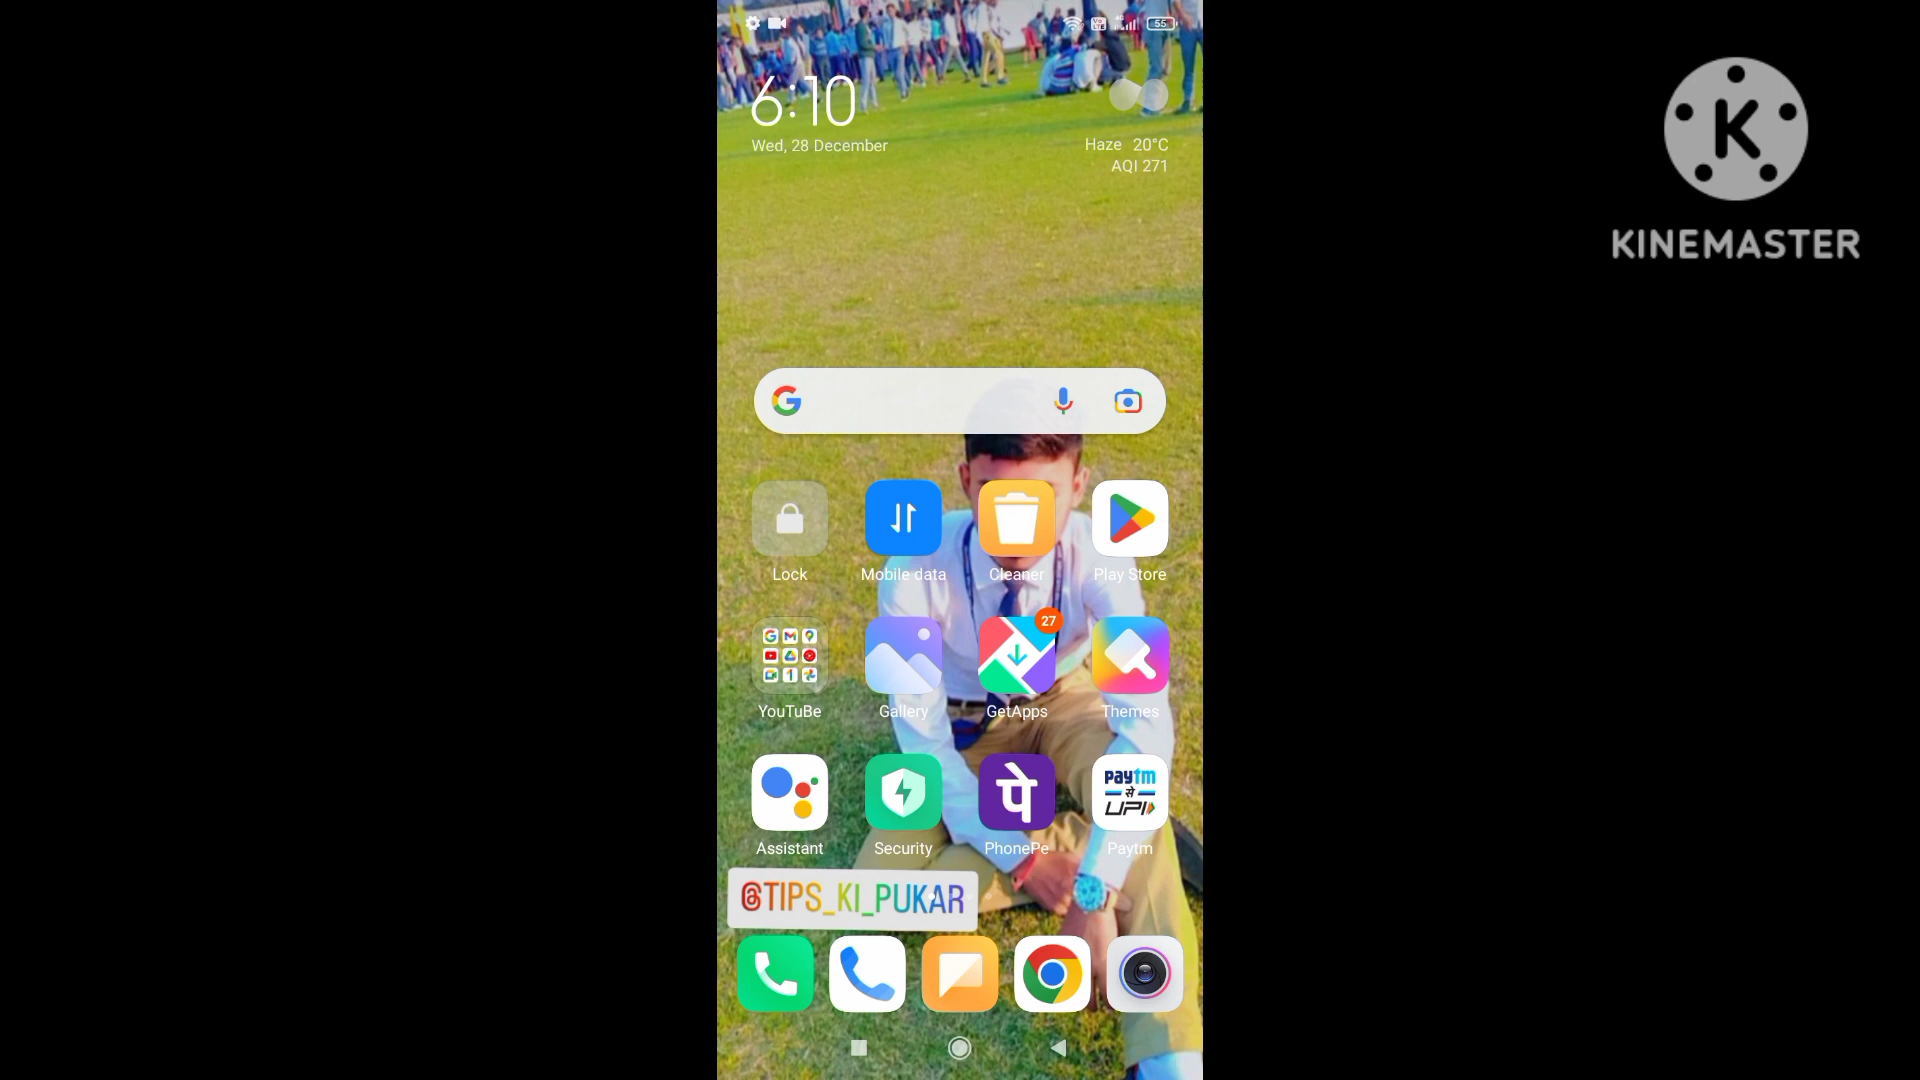 55
6:10
Wed, 28 December
Haze 20°C
AQI 271
K
KINEMASTER
Lock
Mobile data
Cleaner
Play Store
27
YouTuBe
Gallery
GetApps
Themes
पे
paytm
से
UPI
Assistant
Security
PhonePe
Paytm
@TIPS_KI_PUKAR